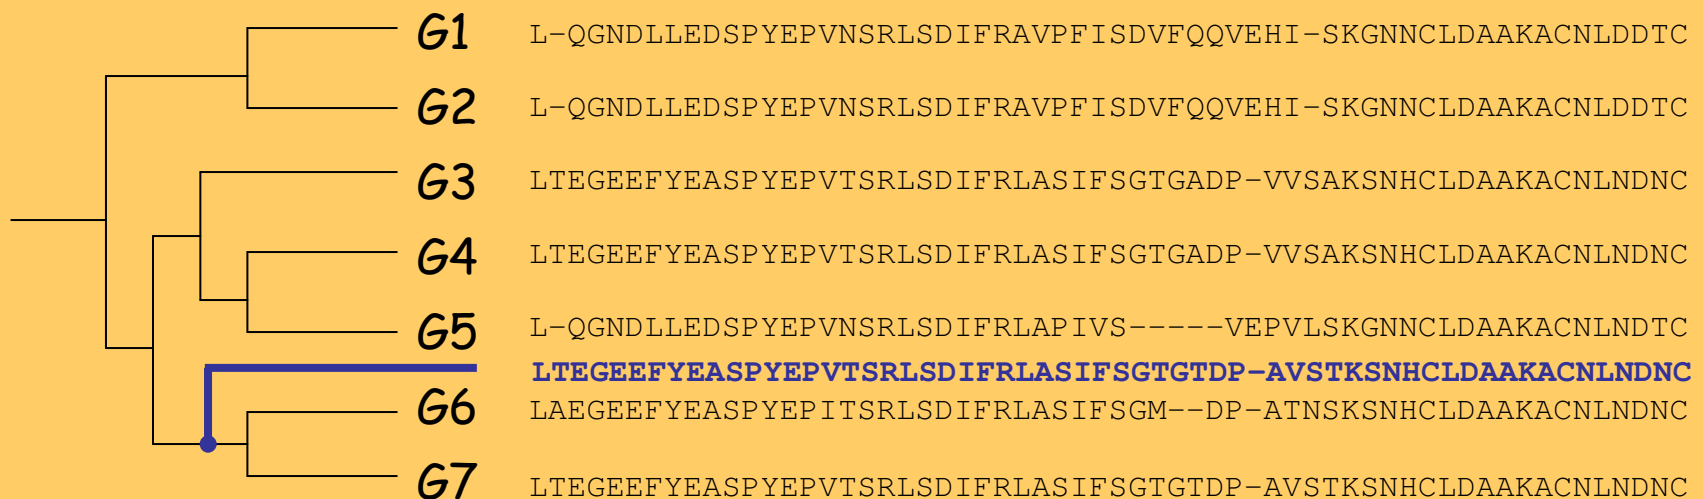 G1 L-QGNDLLEDSPYEPVNSRLSDIFRAVPFISDVFQQVEHI-SKGNNCLDAAKACNLDDTC
G2 L-QGNDLLEDSPYEPVNSRLSDIFRAVPFISDVFQQVEHI-SKGNNCLDAAKACNLDDTC
G3 LTEGEEFYEASPYEPVTSRLSDIFRLASIFSGTGADP-VVSAKSNHCLDAAKACNLNDNC
G4 LTEGEEFYEASPYEPVTSRLSDIFRLASIFSGTGADP-VVSAKSNHCLDAAKACNLNDNC
G5 L-QGNDLLEDSPYEPVNSRLSDIFRLAPIVS-----VEPVLSKGNNCLDAAKACNLNDTC
LTEGEEFYEASPYEPVTSRLSDIFRLASIFSGTGTDP-AVSTKSNHCLDAAKACNLNDNC
G6 LAEGEEFYEASPYEPITSRLSDIFRLASIFSGM--DP-ATNSKSNHCLDAAKACNLNDNC
G7 LTEGEEFYEASPYEPVTSRLSDIFRLASIFSGTGTDP-AVSTKSNHCLDAAKACNLNDNC